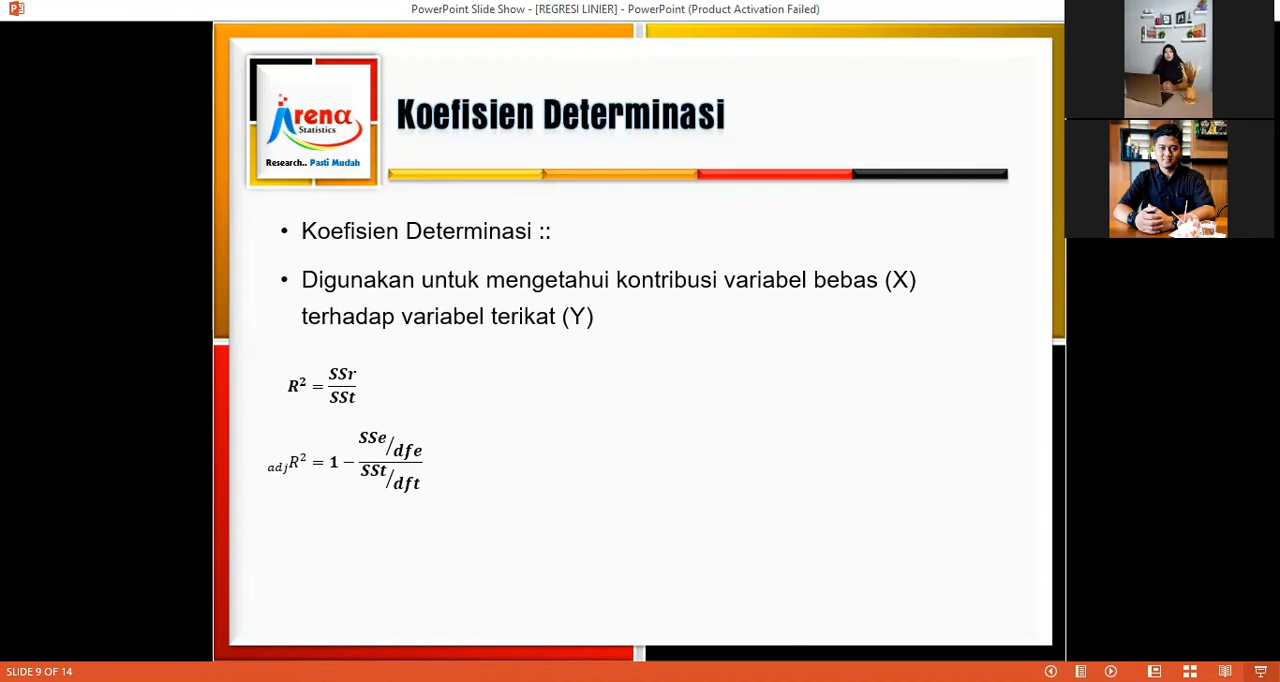 PowerPoint Slide Show - [REGRESI LINIER] - PowerPoint (Product Activation Failed)
Arena
Statistics
Research.. Pasti Mudah
Koefisien Determinasi
• Koefisien Determinasi ::
• Digunakan untuk mengetahui kontribusi variabel bebas (X)
terhadap variabel terikat (Y)
R² = SSr/SSt
adjR² = 1 − (SSe/dfe)/(SSt/dft)
SLIDE 9 OF 14